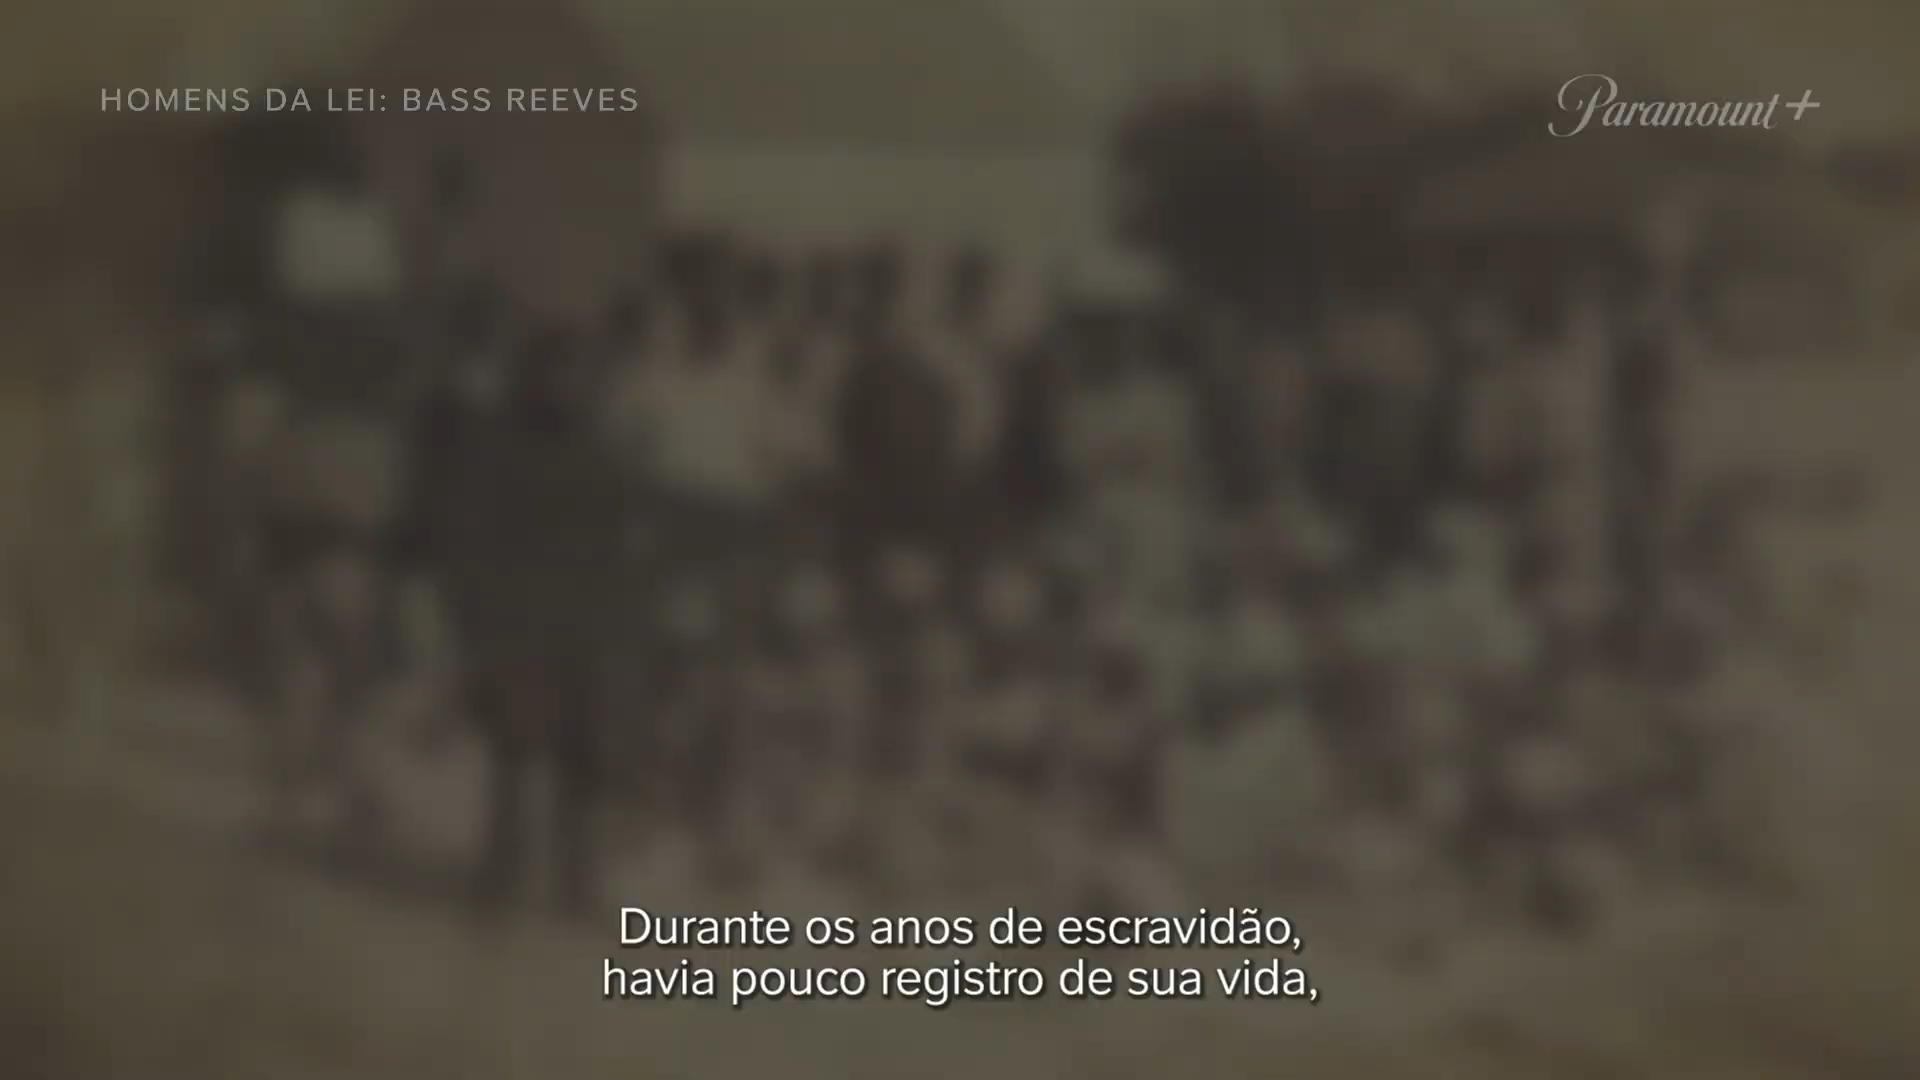 HOMENS DA LEI: BASS REEVES
Paramount+
Durante os anos de escravidão,
havia pouco registro de sua vida,